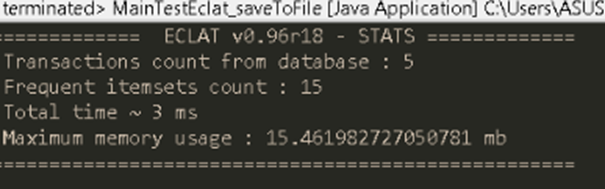 terminated> MainTestEclat_saveToFile [Java Application] C:\Users\ASUS
============= ECLAT v0.96r18 - STATS =============
Transactions count from database : 5
Frequent itemsets count : 15
Total time ~ 3 ms
Maximum memory usage : 15.461982727050781 mb
===================================================